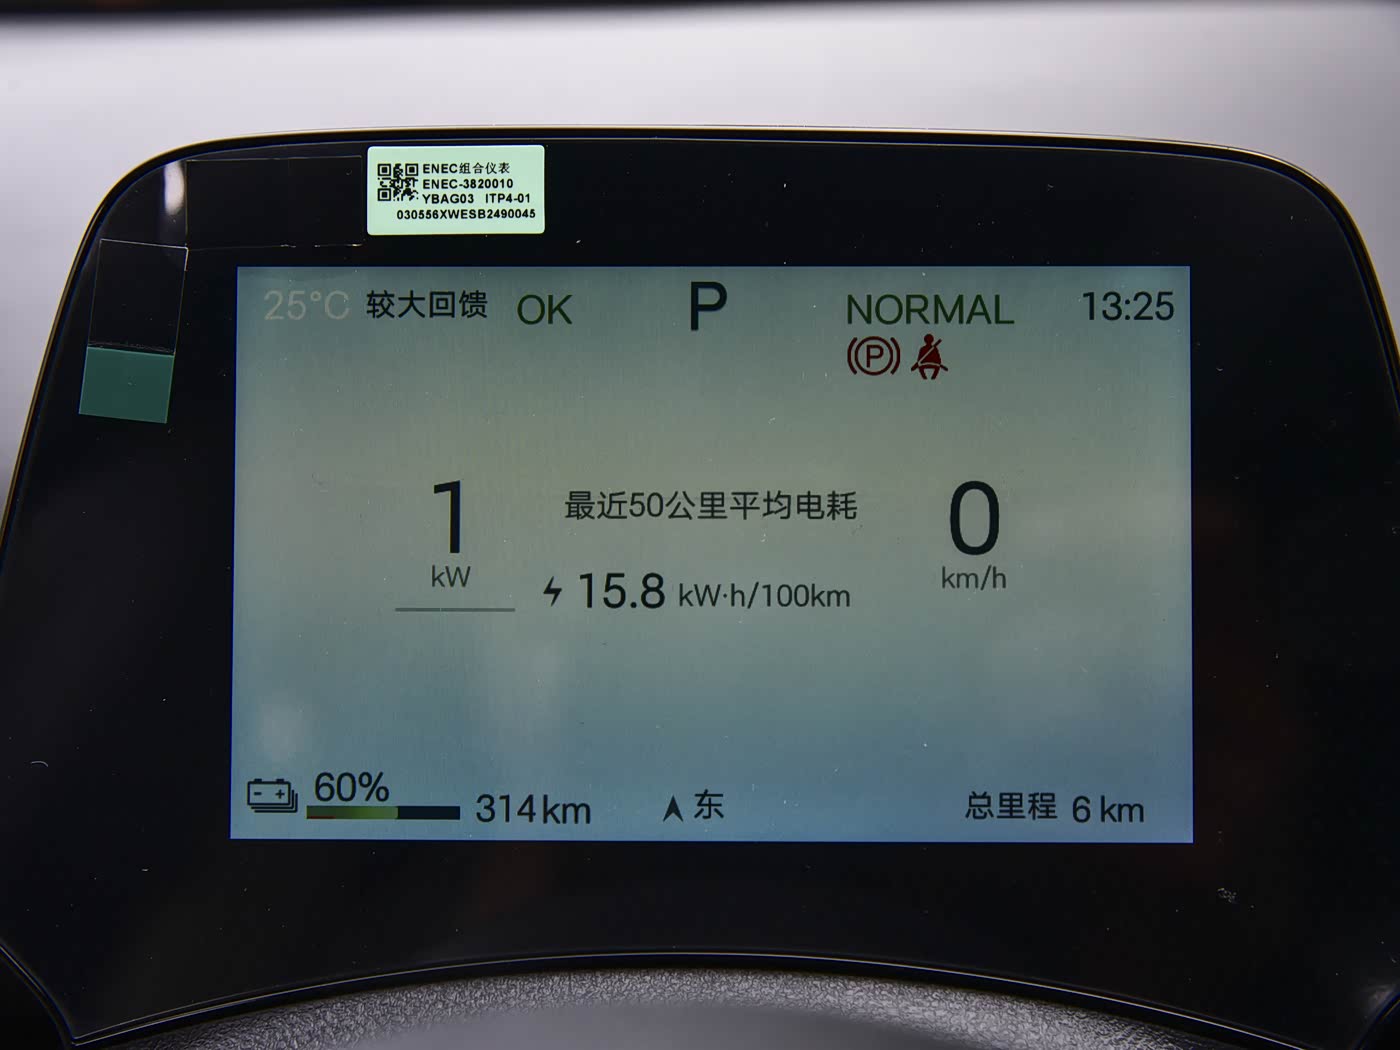 ENEC组合仪表
ENEC-3820010
YBAG03 ITP4-01
030556XWESB2490045
25°C 较大回馈 OK P NORMAL 13:25
P
1 最近50公里平均电耗 0
kW 15.8 kW·h/100km km/h
60%
314km 东 总里程 6 km